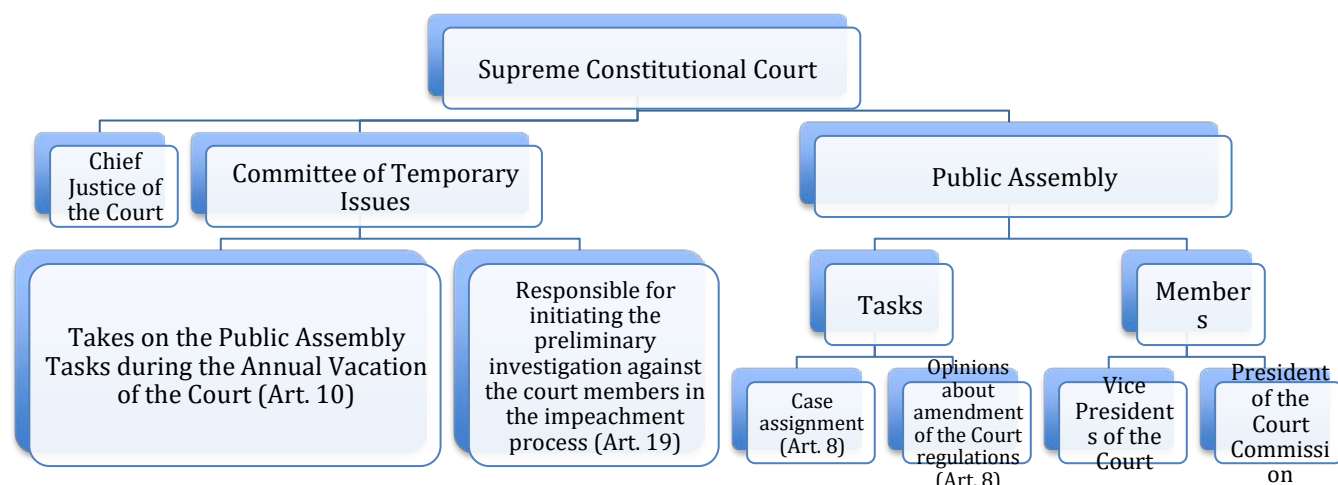 Supreme Constitutional Court
Chief
Justice of
the Court
Committee of Temporary
Issues
Public Assembly
Takes on the Public Assembly
Tasks during the Annual Vacation
of the Court (Art. 10)
Responsible for
initiating the
preliminary
investigation against
the court members in
the impeachment
process (Art. 19)
Tasks
Member
s
Case
assignment
(Art. 8)
Opinions
about
amendment
of the Court
regulations
(Art. 8)
Vice
President
s of the
Court
President
of the
Court
Commissi
on